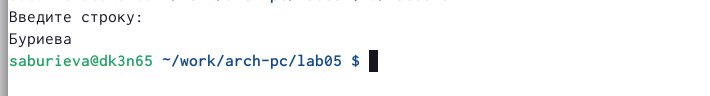 Введите строку:
Буриева
saburieva@dk3n65 ~/work/arch-pc/lab05 $